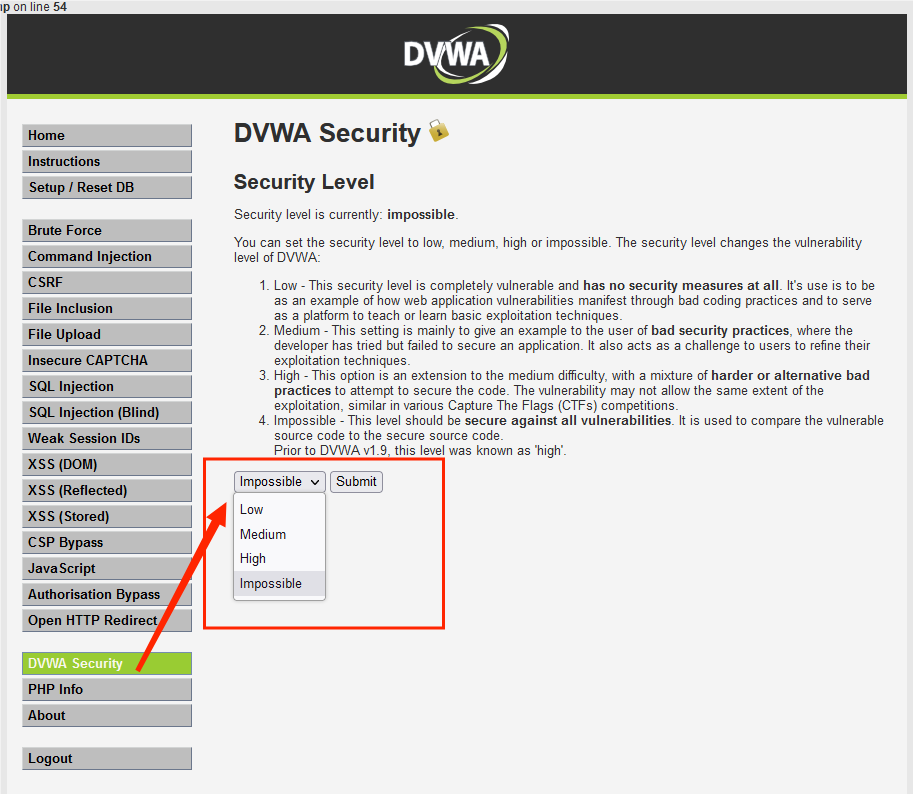 on line 54
DVWA
Home
Instructions
Setup / Reset DB
Brute Force
Command Injection
CSRF
File Inclusion
File Upload
Insecure CAPTCHA
SQL Injection
SQL Injection (Blind)
Weak Session IDs
XSS (DOM)
XSS (Reflected)
XSS (Stored)
CSP Bypass
JavaScript
Authorisation Bypass
Open HTTP Redirect
DVWA Security
PHP Info
About
Logout
DVWA Security
Security Level
Security level is currently: impossible.
You can set the security level to low, medium, high or impossible. The security level changes the vulnerability
level of DVWA:
1. Low - This security level is completely vulnerable and has no security measures at all. It's use is to be
as an example of how web application vulnerabilities manifest through bad coding practices and to serve
as a platform to teach or learn basic exploitation techniques.
2. Medium - This setting is mainly to give an example to the user of bad security practices, where the
developer has tried but failed to secure an application. It also acts as a challenge to users to refine their
exploitation techniques.
3. High - This option is an extension to the medium difficulty, with a mixture of harder or alternative bad
practices to attempt to secure the code. The vulnerability may not allow the same extent of the
exploitation, similar in various Capture The Flags (CTFs) competitions.
4. Impossible - This level should be secure against all vulnerabilities. It is used to compare the vulnerable
source code to the secure source code.
Prior to DVWA v1.9, this level was known as 'high'.
Impossible Submit
Low
Medium
High
Impossible